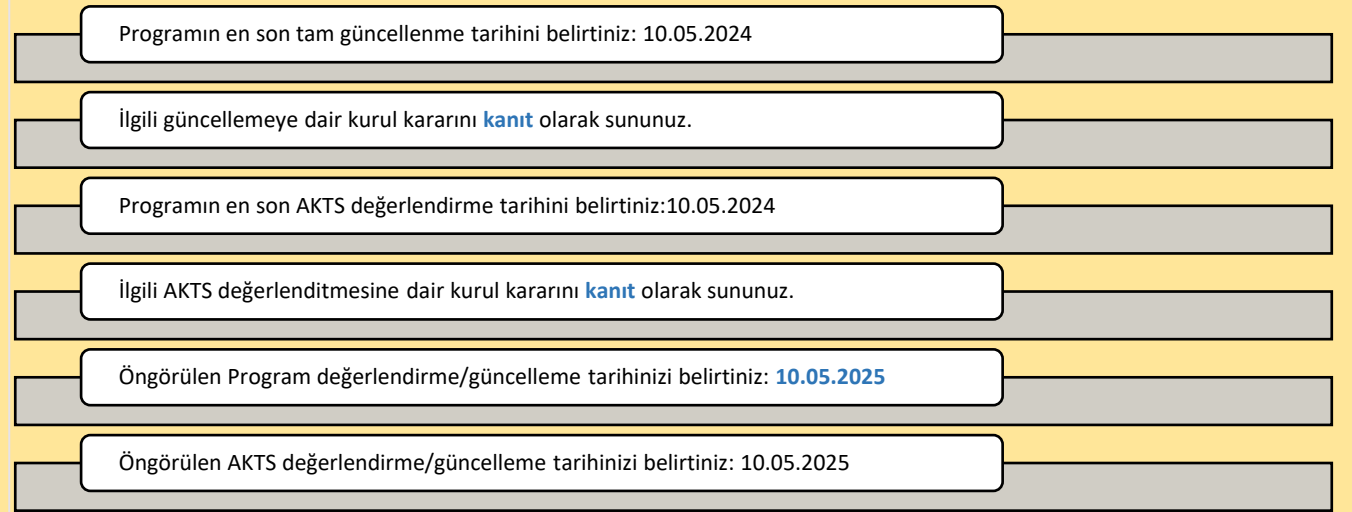 Programın en son tam güncellenme tarihini belirtiniz: 10.05.2024
İlgili güncellemeye dair kurul kararını kanıt olarak sununuz.
Programın en son AKTS değerlendirme tarihini belirtiniz:10.05.2024
İlgili AKTS değerlenditmesine dair kurul kararını kanıt olarak sununuz.
Öngörülen Program değerlendirme/güncelleme tarihinizi belirtiniz: 10.05.2025
Öngörülen AKTS değerlendirme/güncelleme tarihinizi belirtiniz: 10.05.2025